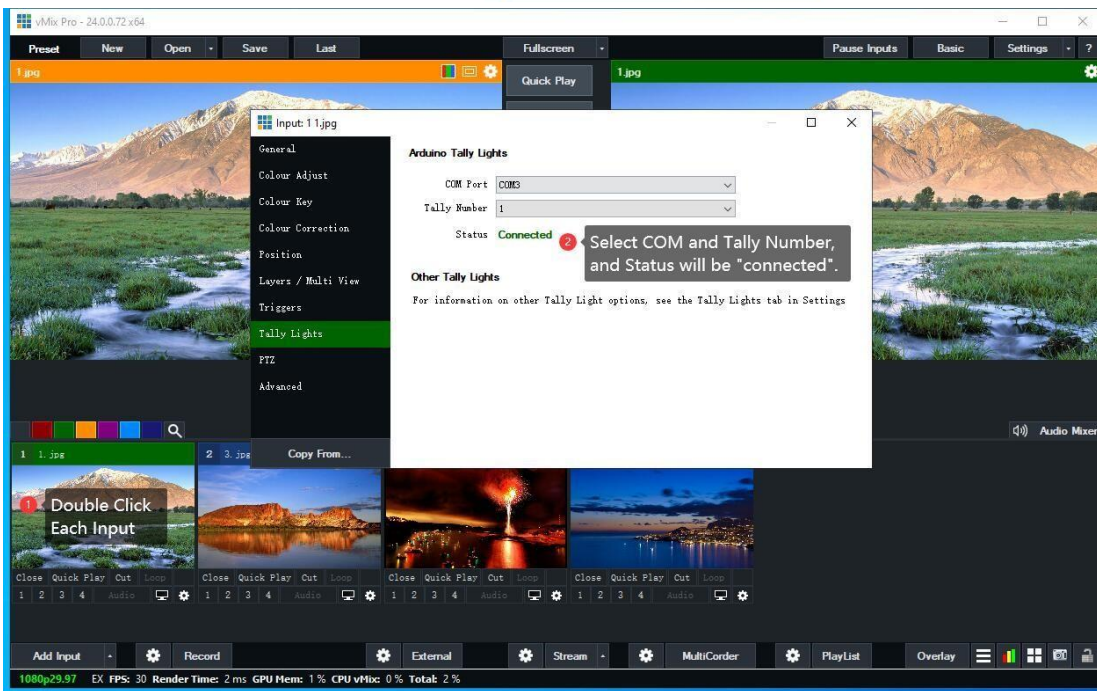 vMix Pro - 24.0.0.72 x64
Preset New Open Save Last Fullscreen Pause Inputs Basic Settings ?
1.jpg
Quick Play
1.jpg
Input: 1 1.jpg
General
Colour Adjust
Colour Key
Colour Correction
Position
Layers / Multi View
Triggers
Tally Lights
PTZ
Advanced
Copy From...
Arduino Tally Lights
COM Port COM3
Tally Number 1
Status Connected
2 Select COM and Tally Number,
and Status will be "connected".
Other Tally Lights
For information on other Tally Light options, see the Tally Lights tab in Settings
Audio Mixer
1 1.jpg 2 3.jpg
1 Double Click
Each Input
Close Quick Play Cut Loop Close Quick Play Cut Loop Close Quick Play Cut Loop Close Quick Play Cut Loop
1 2 3 4 Audio 1 2 3 4 Audio 1 2 3 4 Audio 1 2 3 4 Audio
Add Input Record External Stream MultiCorder PlayList Overlay
1080p29.97 EX FPS: 30 Render Time: 2 ms GPU Mem: 1 % CPU vMix: 0 % Total: 2 %